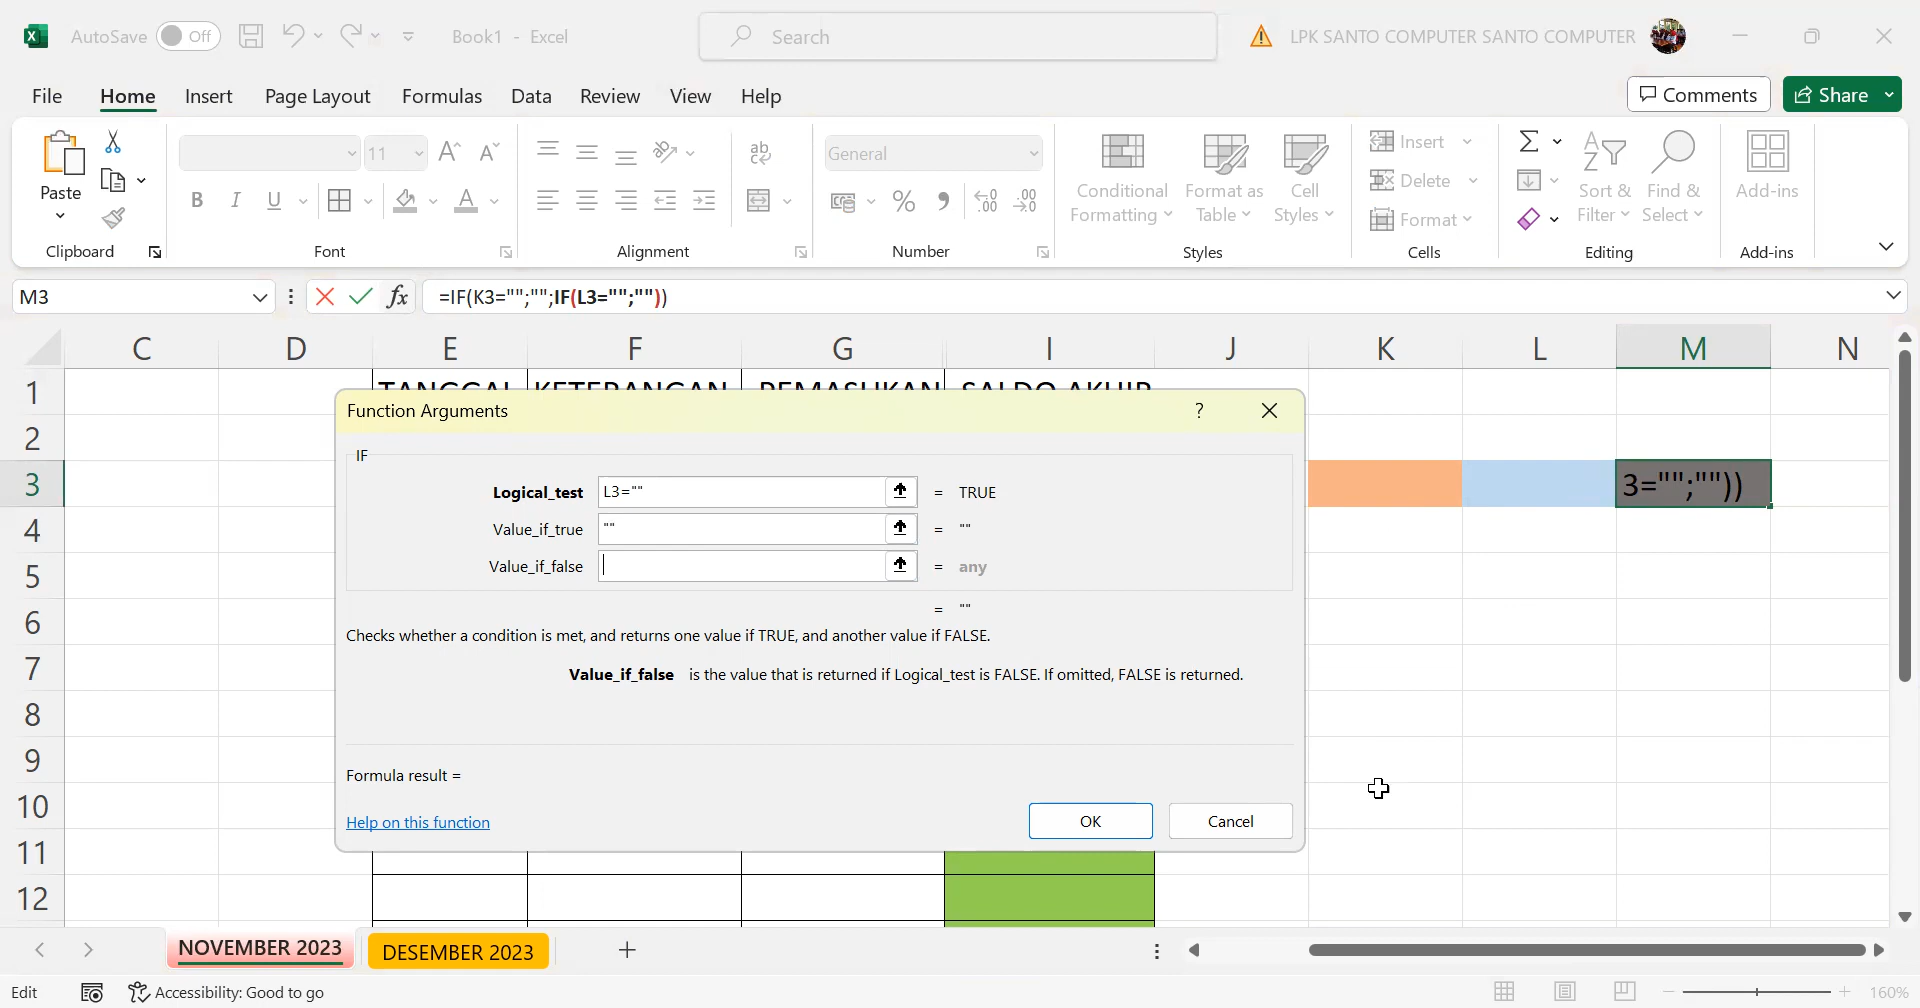 AutoSave Off Book1 - Excel Search LPK SANTO COMPUTER SANTO COMPUTER
File Home Insert Page Layout Formulas Data Review View Help Comments Share
Paste
Clipboard
11
Font
Alignment
General
Number
Conditional Formatting
Format as Table
Cell Styles
Styles
Insert
Delete
Format
Cells
Sort & Filter
Find & Select
Editing
Add-ins
Add-ins
M3 fx =IF(K3="";"";IF(L3="";""))
C D E F G I J K L M N
1 TANGGAL KETERANGAN PEMASUKAN SALDO AKHIR
2
3 3="";""))
4
5
6
7
8
9
10
11
12
Function Arguments ?
IF
Logical_test L3="" = TRUE
Value_if_true "" = ""
Value_if_false = any
= ""
Checks whether a condition is met, and returns one value if TRUE, and another value if FALSE.
Value_if_false is the value that is returned if Logical_test is FALSE. If omitted, FALSE is returned.
Formula result =
Help on this function OK Cancel
NOVEMBER 2023 DESEMBER 2023
Edit Accessibility: Good to go 160%